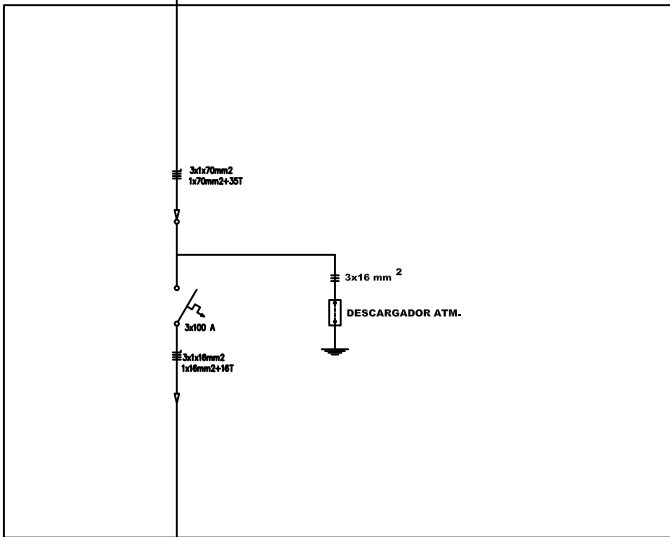 3x1x70mm2
1x70mm2+35T
3x16 mm 2
DESCARGADOR ATM.
3x100 A
3x1x16mm2
1x16mm2+16T